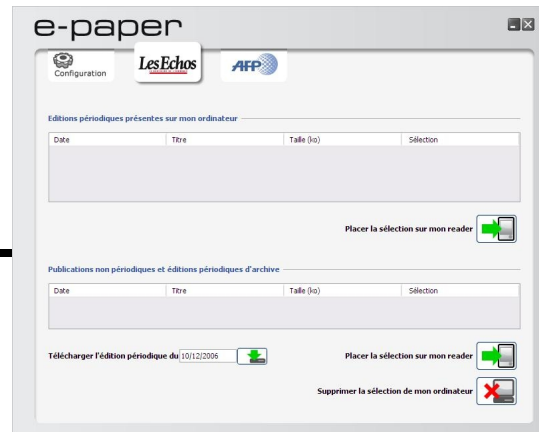 e-paper
Configuration
Les Echos
AFP
Editions périodiques présentes sur mon ordinateur
Date Titre Taille (ko) Sélection
Placer la sélection sur mon reader
Publications non périodiques et éditions périodiques d'archive
Date Titre Taille (ko) Sélection
Télécharger l'édition périodique du 10/12/2006
Placer la sélection sur mon reader
Supprimer la sélection de mon ordinateur